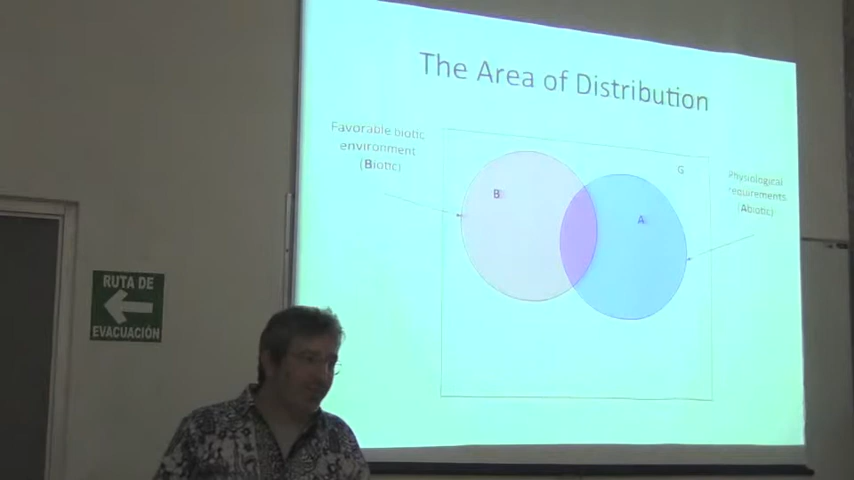 The Area of Distribution
Favorable biotic
environment
(Biotic)
G
Physiological
requirements
(Abiotic)
B
A
RUTA DE
EVACUACIÓN